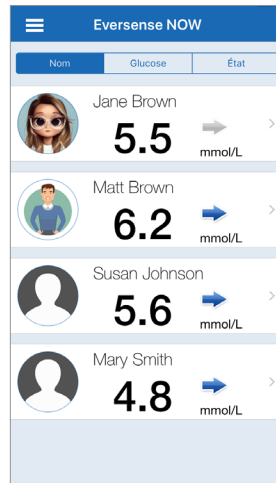 Eversense NOW
Nom Glucose État
Jane Brown
5.5
mmol/L
Matt Brown
6.2
mmol/L
Susan Johnson
5.6
mmol/L
Mary Smith
4.8
mmol/L